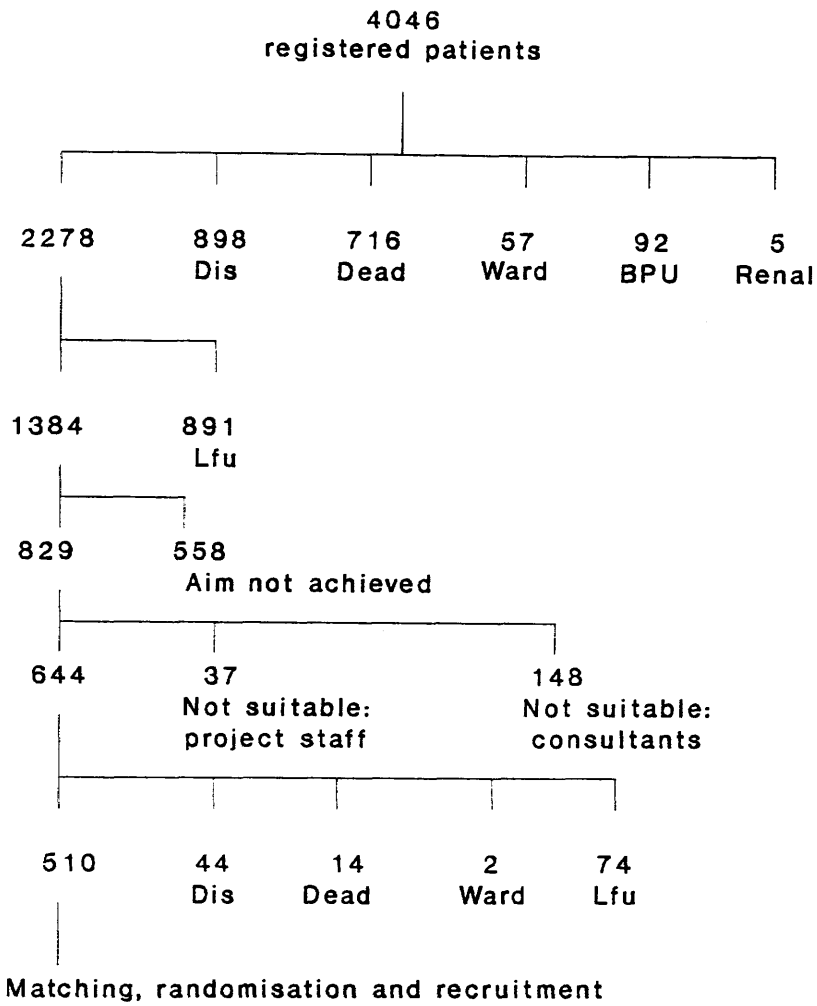 4046
registered patients
2278 898 716 57 92 5
Dis Dead Ward BPU Renal
1384 891
Lfu
829 558
Aim not achieved
644 37 148
Not suitable: Not suitable:
project staff consultants
510 44 14 2 74
Dis Dead Ward Lfu
Matching, randomisation and recruitment